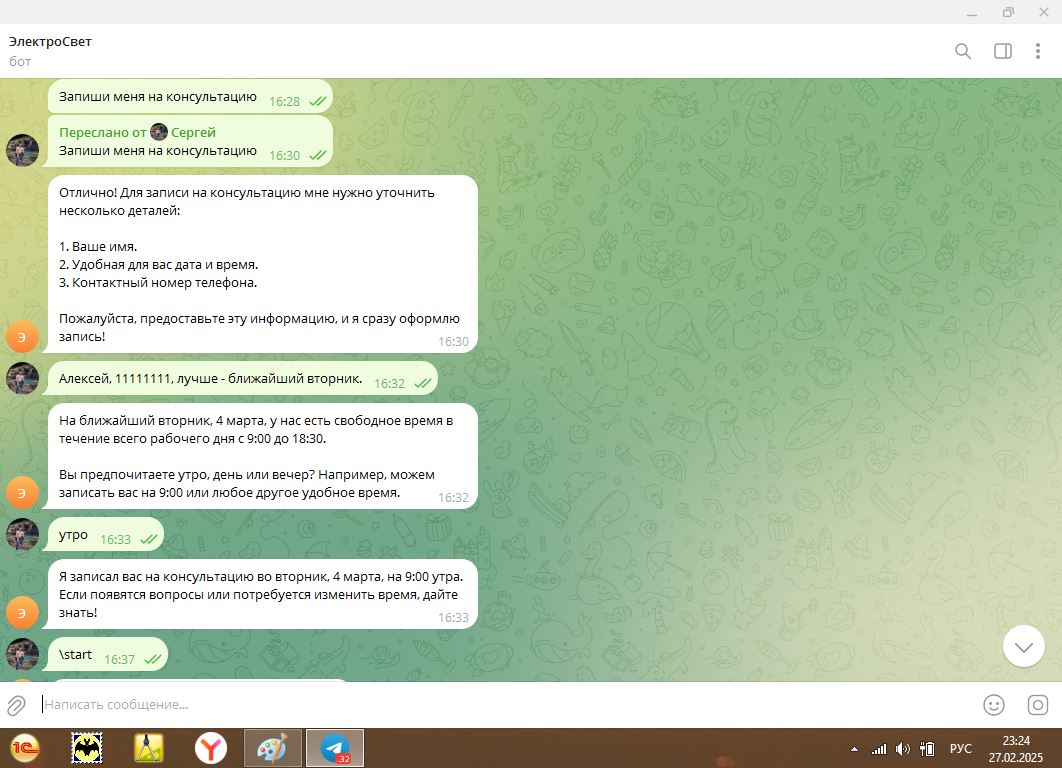 ЭлектроСвет
бот
Запиши меня на консультацию 16:28
Переслано от Сергей
Запиши меня на консультацию 16:30
Отлично! Для записи на консультацию мне нужно уточнить
несколько деталей:
1. Ваше имя.
2. Удобная для вас дата и время.
3. Контактный номер телефона.
Пожалуйста, предоставьте эту информацию, и я сразу оформлю
запись!
16:30
Э
Алексей, 11111111, лучше - ближайший вторник. 16:32
На ближайший вторник, 4 марта, у нас есть свободное время в
течение всего рабочего дня с 9:00 до 18:30.
Вы предпочитаете утро, день или вечер? Например, можем
записать вас на 9:00 или любое другое удобное время. 16:32
Э
утро 16:33
Я записал вас на консультацию во вторник, 4 марта, на 9:00 утра.
Если появятся вопросы или потребуется изменить время, дайте
знать!
16:33
Э
\start 16:37
Написать сообщение...
1С
Y
.32
РУС
23:24
27.02.2025